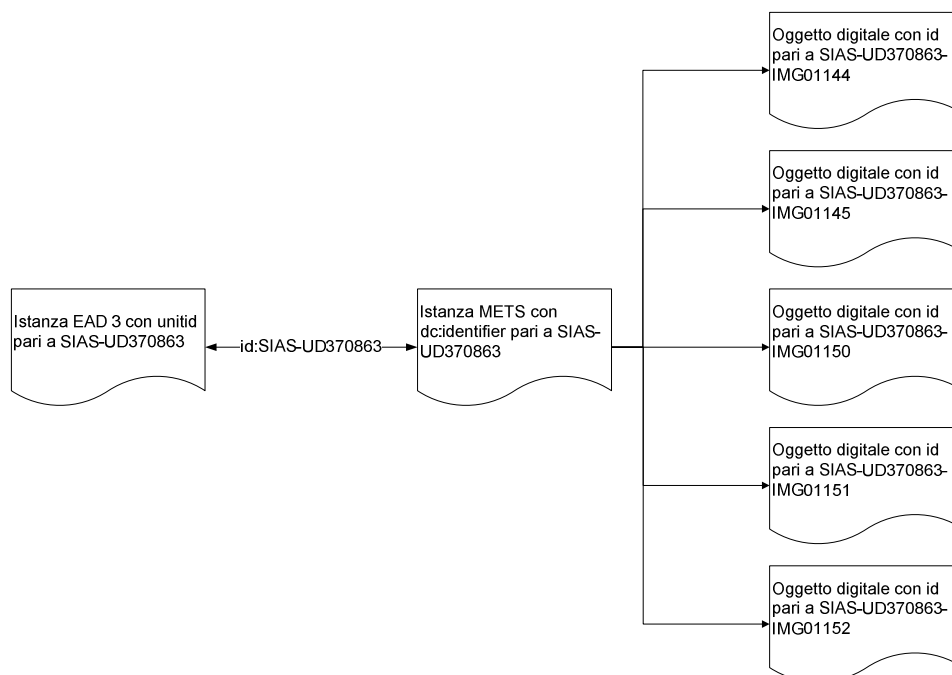 Istanza EAD 3 con unitid
pari a SIAS-UD370863
id:SIAS-UD370863
Istanza METS con
dc:identifier pari a SIAS-
UD370863
Oggetto digitale con id
pari a SIAS-UD370863-
IMG01144
Oggetto digitale con id
pari a SIAS-UD370863-
IMG01145
Oggetto digitale con id
pari a SIAS-UD370863-
IMG01150
Oggetto digitale con id
pari a SIAS-UD370863-
IMG01151
Oggetto digitale con id
pari a SIAS-UD370863-
IMG01152